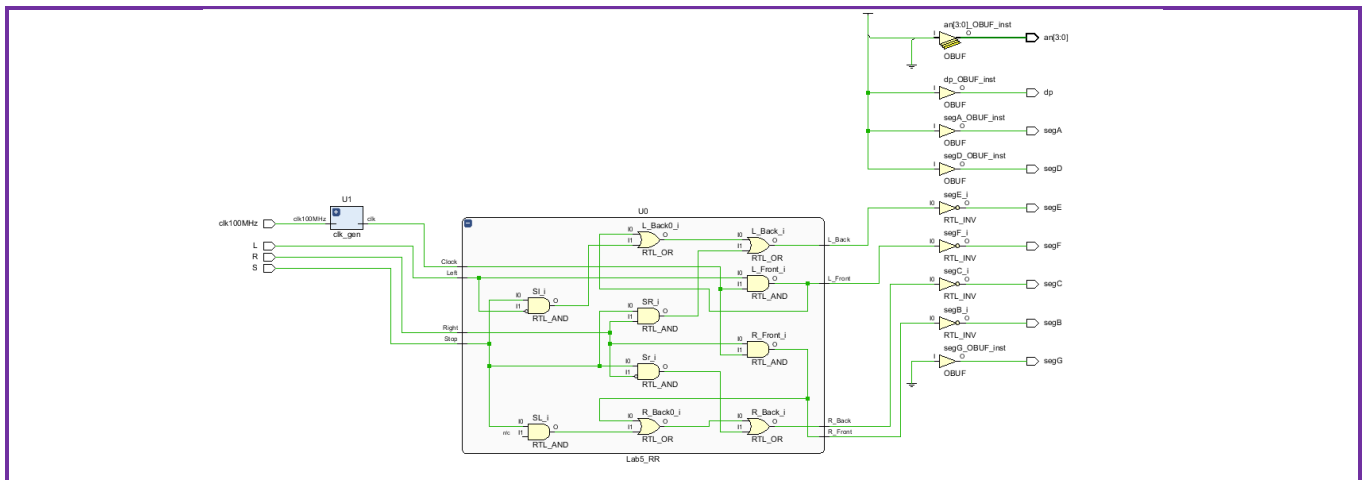 an[3:0]_OBUF_inst
I O an[3:0]
OBUF
dp_OBUF_inst
I O dp
OBUF
segA_OBUF_inst
I O segA
OBUF
segD_OBUF_inst
I O segD
OBUF
segE_i
I0 O segE
RTL_INV
segF_i
I0 O segF
RTL_INV
segC_i
I0 O segC
RTL_INV
segB_i
I0 O segB
RTL_INV
segG_OBUF_inst
I O segG
OBUF
U1
clk100MHz clk100MHz clk
clk_gen
L
R
S
U0
Clock
Left
Right
Stop
L_Back0_i
I0 O
I1
RTL_OR
L_Back_i
I0 O
I1
RTL_OR
L_Back
L_Front_i
I0 O
I1
RTL_AND
L_Front
Sl_i
I0 O
I1
RTL_AND
SR_i
I0 O
I1
RTL_AND
R_Front_i
I0 O
I1
RTL_AND
Sr_i
I0 O
I1
RTL_AND
SL_i
I0 O
n/c I1
RTL_AND
R_Back0_i
I0 O
I1
RTL_OR
R_Back_i
I0 O
I1
RTL_OR
R_Back
R_Front
Lab5_RR